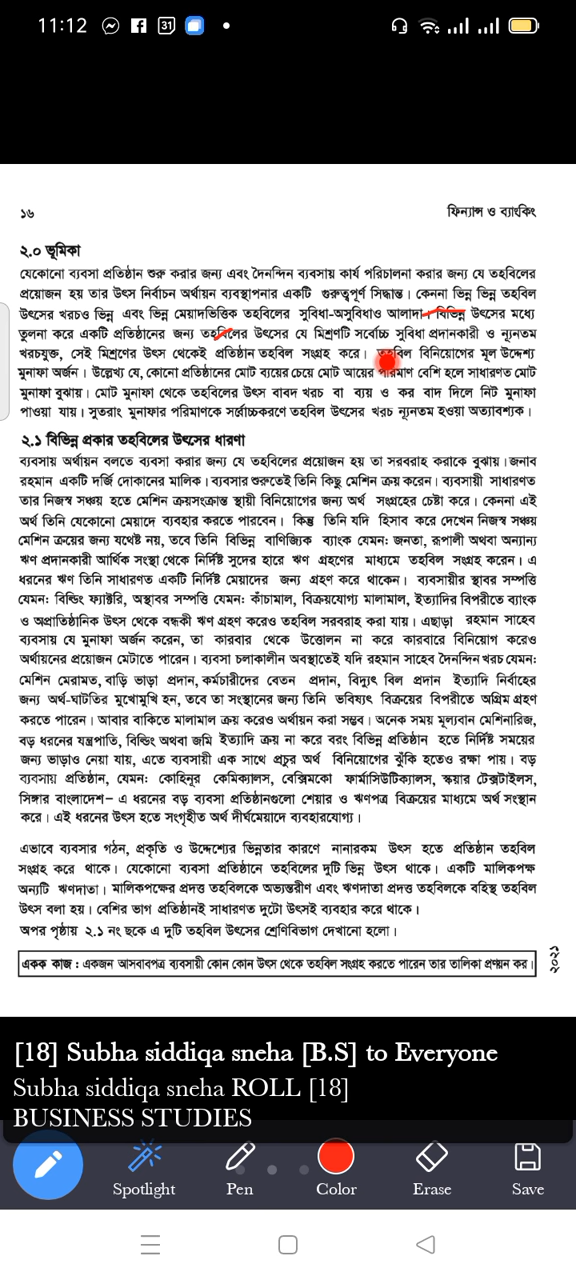 11:12
31
১৬
ফিন্যান্স ও ব্যাংকিং
২.০ ভূমিকা
যেকোনো ব্যবসা প্রতিষ্ঠান শুরু করার জন্য এবং দৈনন্দিন ব্যবসায় কার্য পরিচালনা করার জন্য যে তহবিলের
প্রয়োজন হয় তার উৎস নির্বাচন অর্থায়ন ব্যবস্থাপনার একটি গুরুত্বপূর্ণ সিদ্ধান্ত। কেননা ভিন্ন ভিন্ন তহবিল
উৎসের খরচও ভিন্ন এবং ভিন্ন মেয়াদভিত্তিক তহবিলের সুবিধা-অসুবিধাও আলাদা। বিভিন্ন উৎসের মধ্যে
তুলনা করে একটি প্রতিষ্ঠানের জন্য তহবিলের উৎসের যে মিশ্রণটি সর্বোচ্চ সুবিধা প্রদানকারী ও ন্যূনতম
খরচযুক্ত, সেই মিশ্রণের উৎস থেকেই প্রতিষ্ঠান তহবিল সংগ্রহ করে। তহবিল বিনিয়োগের মূল উদ্দেশ্য
মুনাফা অর্জন। উল্লেখ্য যে, কোনো প্রতিষ্ঠানের মোট ব্যয়ের চেয়ে মোট আয়ের পরিমাণ বেশি হলে সাধারণত মোট
মুনাফা বুঝায়। মোট মুনাফা থেকে তহবিলের উৎস বাবদ খরচ বা ব্যয় ও কর বাদ দিলে নিট মুনাফা
পাওয়া যায়। সুতরাং মুনাফার পরিমাণকে সর্বোচ্চকরণে তহবিল উৎসের খরচ ন্যূনতম হওয়া অত্যাবশ্যক।
২.১ বিভিন্ন প্রকার তহবিলের উৎসের ধারণা
ব্যবসায় অর্থায়ন বলতে ব্যবসা করার জন্য যে তহবিলের প্রয়োজন হয় তা সরবরাহ করাকে বুঝায়। জনাব
রহমান একটি দর্জি দোকানের মালিক। ব্যবসার শুরুতেই তিনি কিছু মেশিন ক্রয় করেন। ব্যবসায়ী সাধারণত
তার নিজস্ব সঞ্চয় হতে মেশিন ক্রয়সংক্রান্ত স্থায়ী বিনিয়োগের জন্য অর্থ সংগ্রহের চেষ্টা করে। কেননা এই
অর্থ তিনি যেকোনো মেয়াদে ব্যবহার করতে পারবেন। কিন্তু তিনি যদি হিসাব করে দেখেন নিজস্ব সঞ্চয়
মেশিন ক্রয়ের জন্য যথেষ্ট নয়, তবে তিনি বিভিন্ন বাণিজ্যিক ব্যাংক যেমন: জনতা, রূপালী অথবা অন্যান্য
ঋণ প্রদানকারী আর্থিক সংস্থা থেকে নির্দিষ্ট সুদের হারে ঋণ গ্রহণের মাধ্যমে তহবিল সংগ্রহ করেন। এ
ধরনের ঋণ তিনি সাধারণত একটি নির্দিষ্ট মেয়াদের জন্য গ্রহণ করে থাকেন। ব্যবসায়ীর স্থাবর সম্পত্তি
যেমন: বিল্ডিং ফ্যাক্টরি, অস্থাবর সম্পত্তি যেমন: কাঁচামাল, বিক্রয়যোগ্য মালামাল, ইত্যাদির বিপরীতে ব্যাংক
ও অপ্রাতিষ্ঠানিক উৎস থেকে বন্ধকী ঋণ গ্রহণ করেও তহবিল সরবরাহ করা যায়। এছাড়া রহমান সাহেব
ব্যবসায় যে মুনাফা অর্জন করেন, তা কারবার থেকে উত্তোলন না করে কারবারে বিনিয়োগ করেও
অর্থায়নের প্রয়োজন মেটাতে পারেন। ব্যবসা চলাকালীন অবস্থাতেই যদি রহমান সাহেব দৈনন্দিন খরচ যেমন:
মেশিন মেরামত, বাড়ি ভাড়া প্রদান, কর্মচারীদের বেতন প্রদান, বিদ্যুৎ বিল প্রদান ইত্যাদি নির্বাহের
জন্য অর্থ-ঘাটতির মুখোমুখি হন, তবে তা সংস্থানের জন্য তিনি ভবিষ্যৎ বিক্রয়ের বিপরীতে অগ্রিম গ্রহণ
করতে পারেন। আবার বাকিতে মালামাল ক্রয় করেও অর্থায়ন করা সম্ভব। অনেক সময় মূল্যবান মেশিনারিজ,
বড় ধরনের যন্ত্রপাতি, বিল্ডিং অথবা জমি ইত্যাদি ক্রয় না করে বরং বিভিন্ন প্রতিষ্ঠান হতে নির্দিষ্ট সময়ের
জন্য ভাড়াও নেয়া যায়, এতে ব্যবসায়ী এক সাথে প্রচুর অর্থ বিনিয়োগের ঝুঁকি হতেও রক্ষা পায়। বড়
ব্যবসায় প্রতিষ্ঠান, যেমন: কোহিনূর কেমিক্যালস, বেক্সিমকো ফার্মাসিউটিক্যালস, স্কয়ার টেক্সটাইলস,
সিঙ্গার বাংলাদেশ– এ ধরনের বড় ব্যবসা প্রতিষ্ঠানগুলো শেয়ার ও ঋণপত্র বিক্রয়ের মাধ্যমে অর্থ সংস্থান
করে। এই ধরনের উৎস হতে সংগৃহীত অর্থ দীর্ঘমেয়াদে ব্যবহারযোগ্য।
এভাবে ব্যবসার গঠন, প্রকৃতি ও উদ্দেশ্যের ভিন্নতার কারণে নানারকম উৎস হতে প্রতিষ্ঠান তহবিল
সংগ্রহ করে থাকে। যেকোনো ব্যবসা প্রতিষ্ঠানে তহবিলের দুটি ভিন্ন উৎস থাকে। একটি মালিকপক্ষ
অন্যটি ঋণদাতা। মালিকপক্ষের প্রদত্ত তহবিলকে অভ্যন্তরীণ এবং ঋণদাতা প্রদত্ত তহবিলকে বহিস্থ তহবিল
উৎস বলা হয়। বেশির ভাগ প্রতিষ্ঠানই সাধারণত দুটো উৎসই ব্যবহার করে থাকে।
অপর পৃষ্ঠায় ২.১ নং ছকে এ দুটি তহবিল উৎসের শ্রেণিবিভাগ দেখানো হলো।
একক কাজ : একজন আসবাবপত্র ব্যবসায়ী কোন কোন উৎস থেকে তহবিল সংগ্রহ করতে পারেন তার তালিকা প্রণয়ন কর।
২০২১
[18] Subha siddiqa sneha [B.S] to Everyone
Subha siddiqa sneha ROLL [18]
BUSINESS STUDIES
Spotlight
Pen
Color
Erase
Save